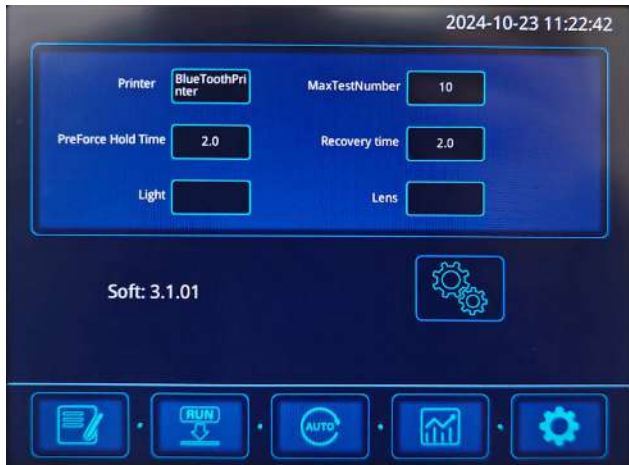 2024-10-23 11:22:42
Printer
BlueToothPri
nter
MaxTestNumber
10
PreForce Hold Time
2.0
Recovery time
2.0
Light
Lens
Soft: 3.1.01
RUN
AUTO